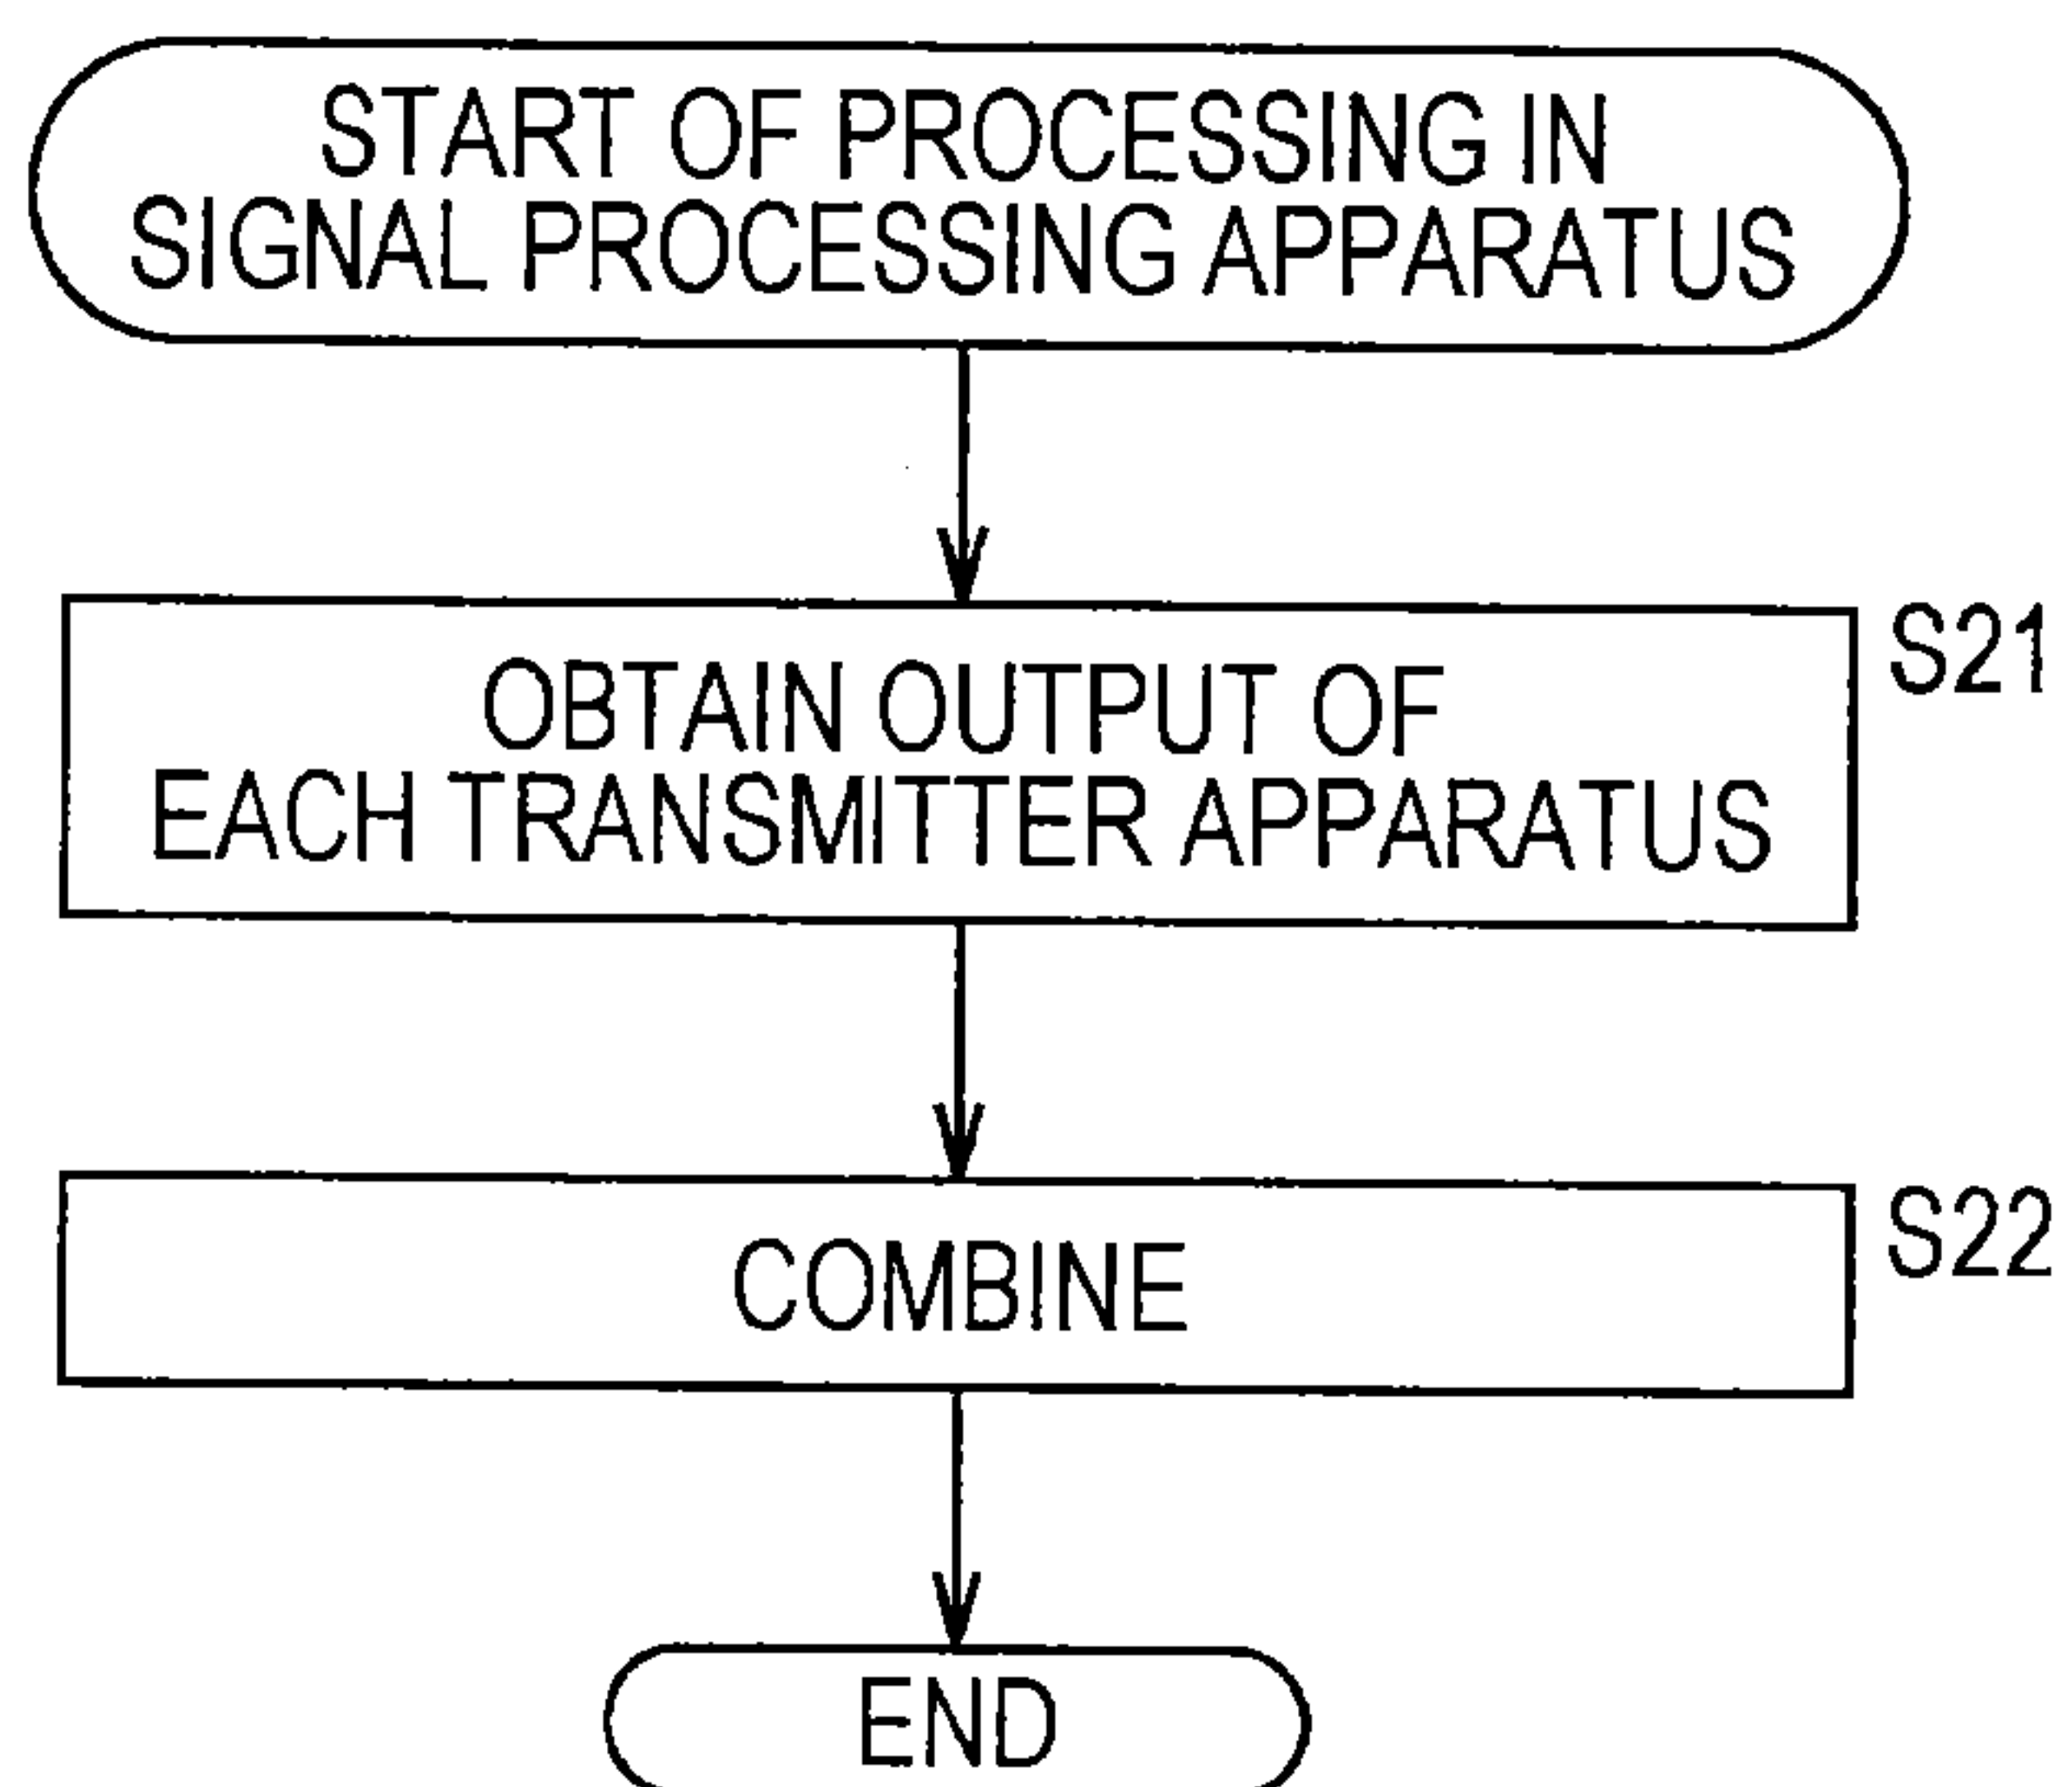 START OF PROCESSING IN
SIGNAL PROCESSING APPARATUS
S21
OBTAIN OUTPUT OF
EACH TRANSMITTER APPARATUS
S22
COMBINE
END